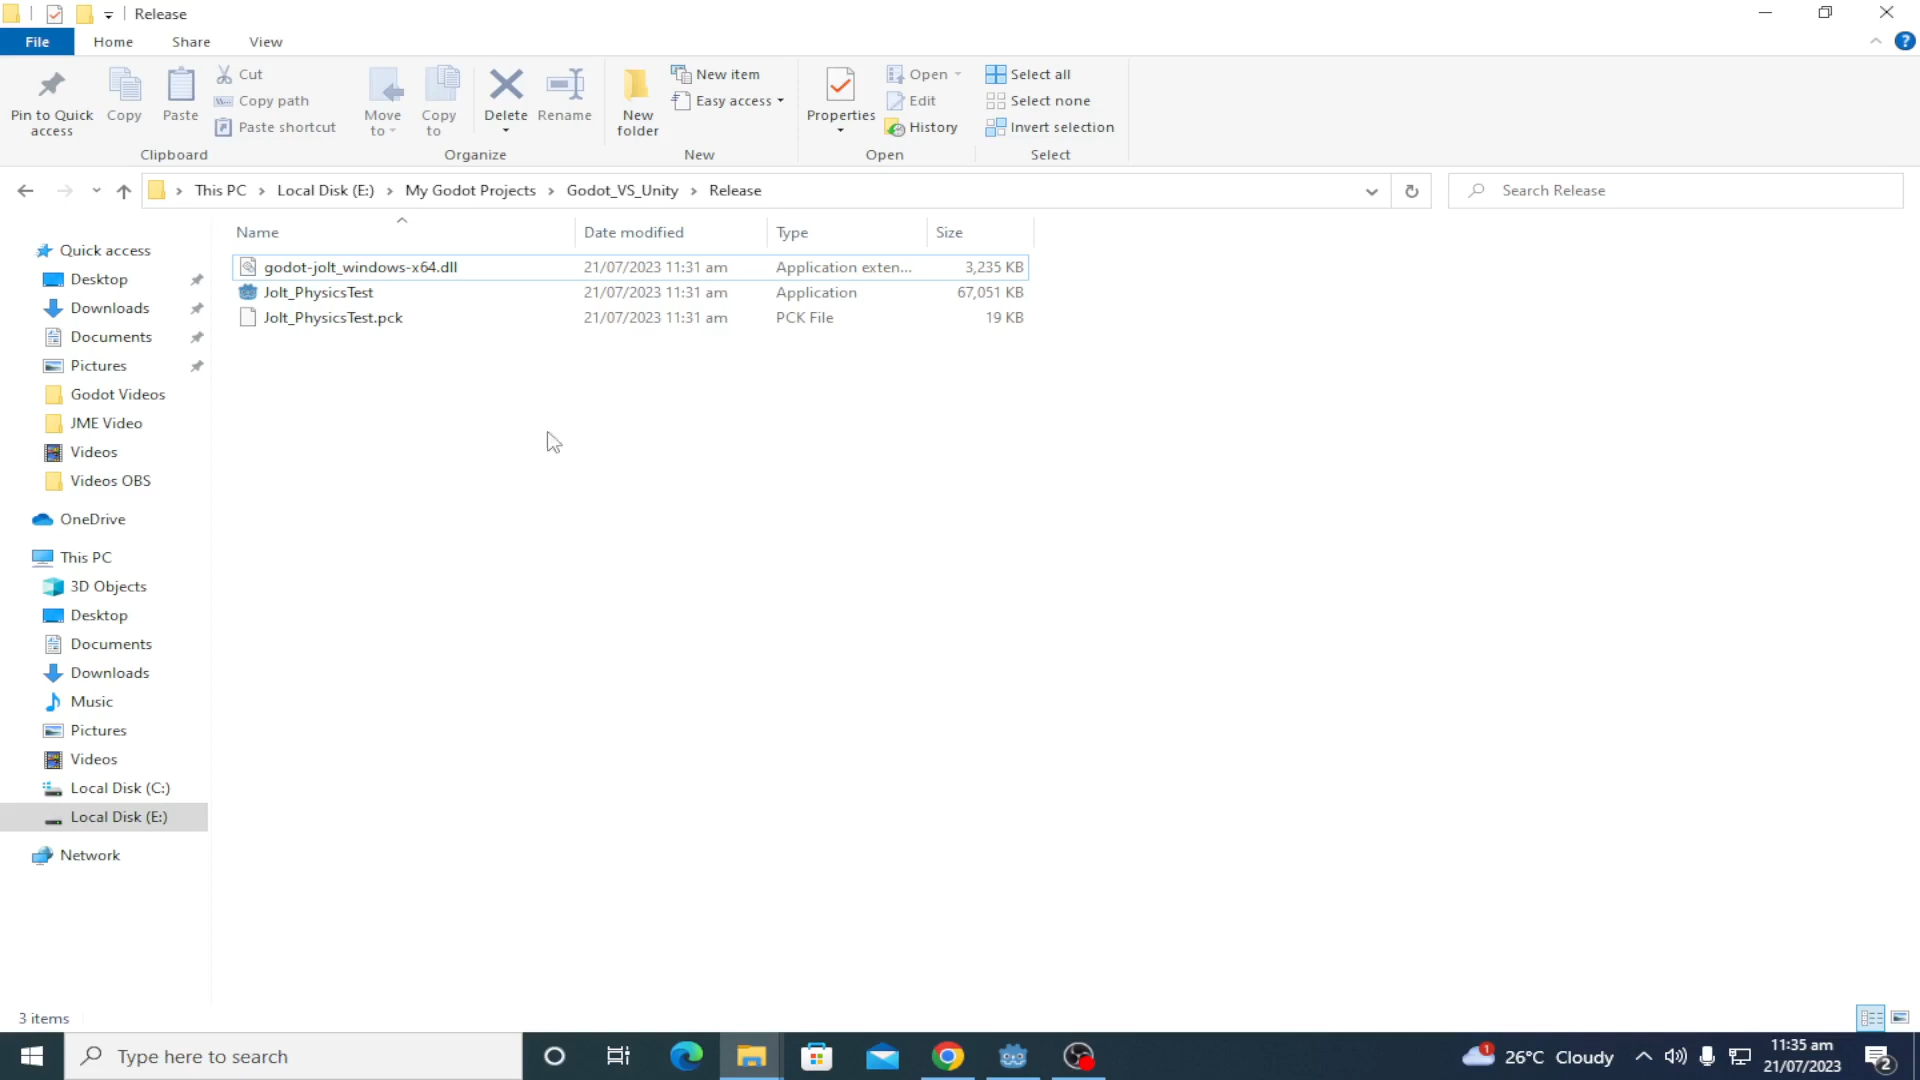 Release
File
Home
Share
View
Pin to Quick access
Copy
Paste
Cut
Copy path
Paste shortcut
Clipboard
Move to
Copy to
Delete
Rename
Organize
New folder
New item
Easy access
New
Properties
Open
Edit
History
Open
Select all
Select none
Invert selection
Select
This PC
Local Disk (E:)
My Godot Projects
Godot_VS_Unity
Release
Search Release
Name Date modified Type Size
godot-jolt_windows-x64.dll 21/07/2023 11:31 am Application exten... 3,235 KB
Jolt_PhysicsTest 21/07/2023 11:31 am Application 67,051 KB
Jolt_PhysicsTest.pck 21/07/2023 11:31 am PCK File 19 KB
Quick access
Desktop
Downloads
Documents
Pictures
Godot Videos
JME Video
Videos
Videos OBS
OneDrive
This PC
3D Objects
Desktop
Documents
Downloads
Music
Pictures
Videos
Local Disk (C:)
Local Disk (E:)
Network
3 items
Type here to search
1
26°C Cloudy
11:35 am
21/07/2023
2